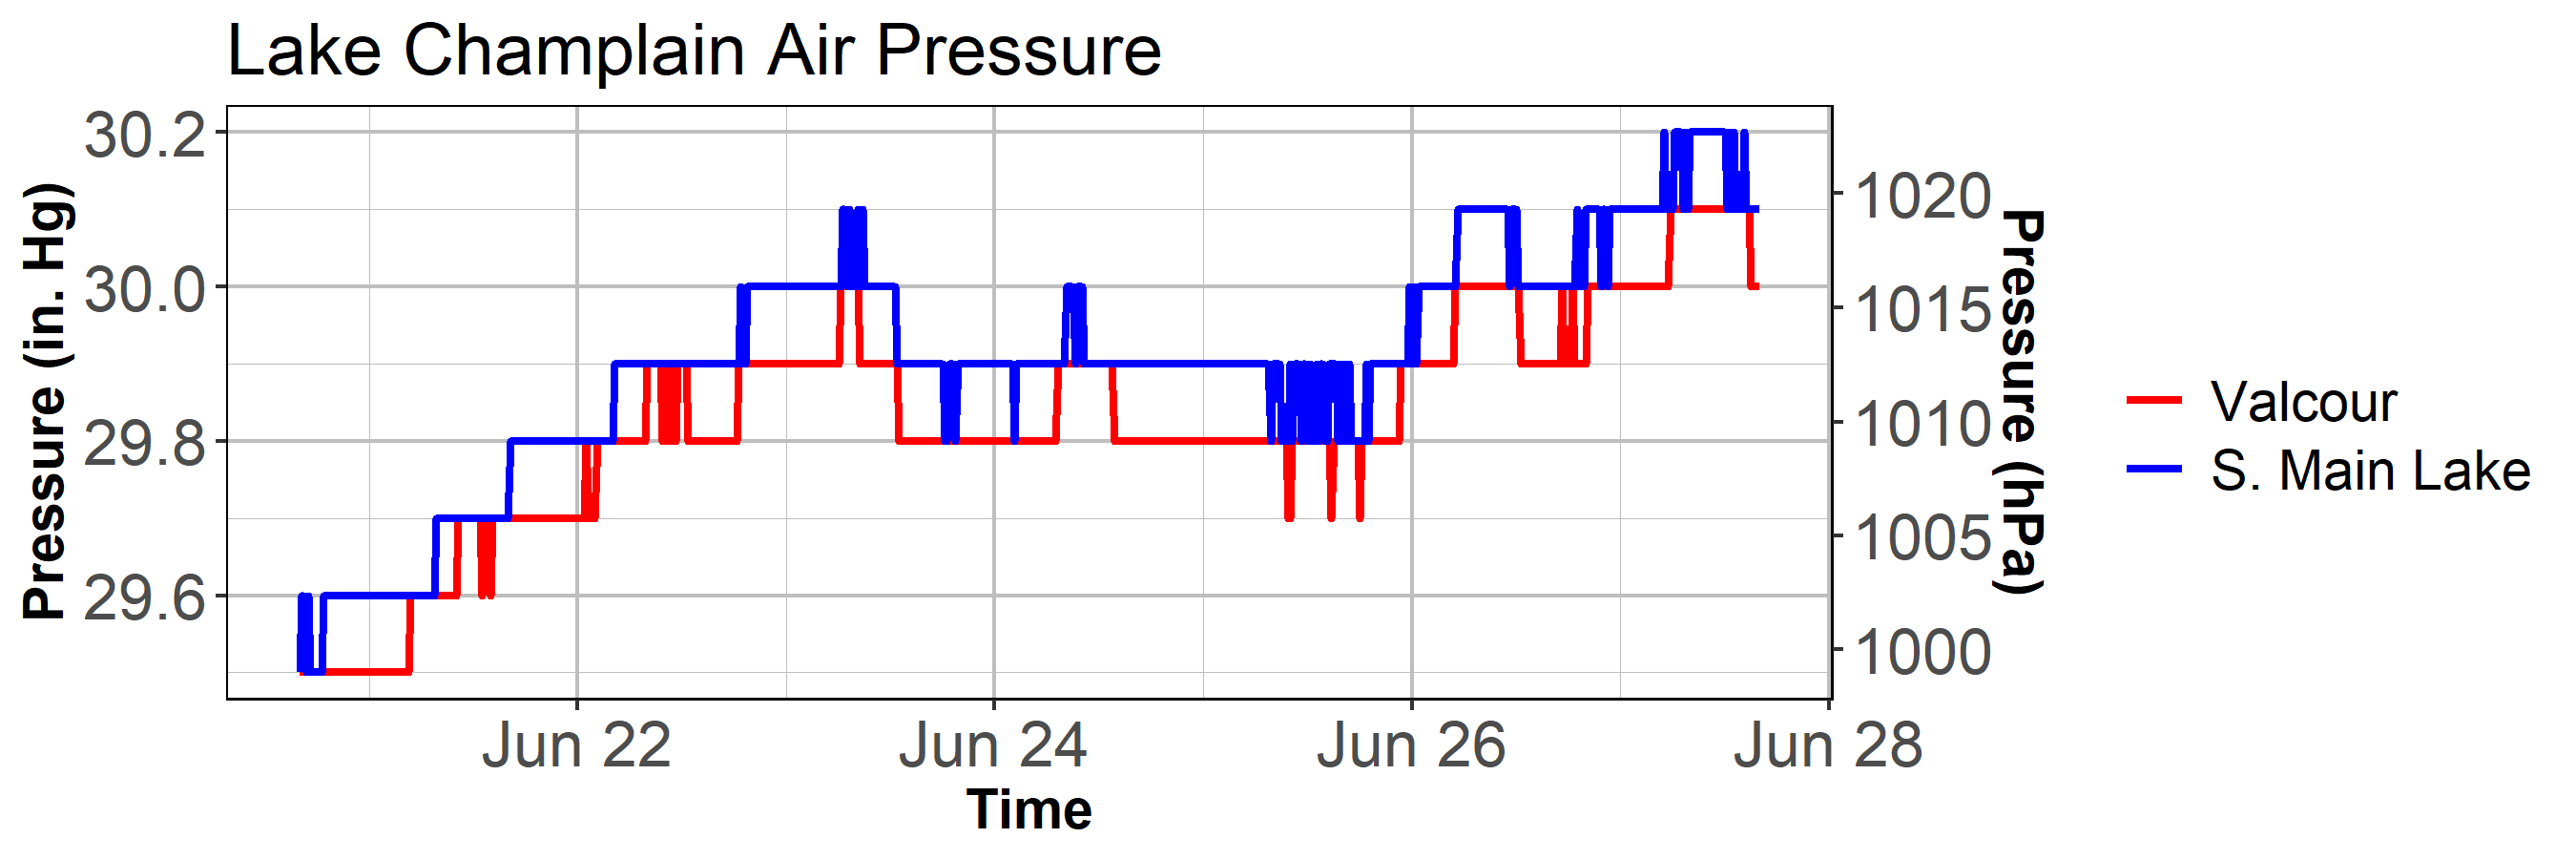 Lake Champlain Air Pressure
Pressure (in. Hg)
30.2
30.0
29.8
29.6
1020
1015
1010
1005
1000
Pressure (hPa)
Jun 22
Jun 24
Jun 26
Jun 28
Time
Valcour
S. Main Lake